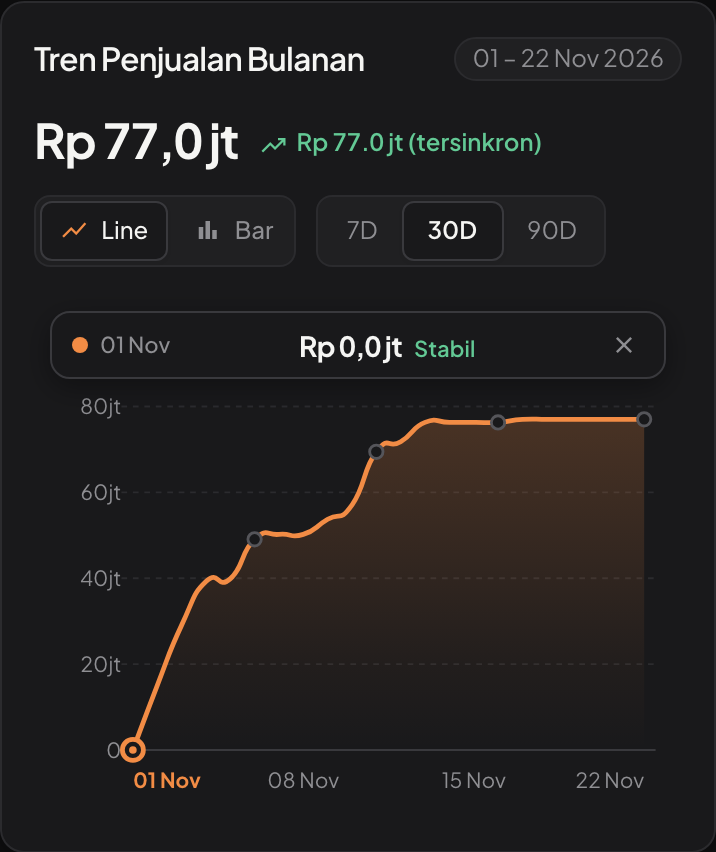 Tren Penjualan Bulanan
01 – 22 Nov 2026
Rp 77,0 jt
Rp 77.0 jt (tersinkron)
Line
Bar
7D
30D
90D
01 Nov
Rp 0,0 jt
Stabil
80jt
60jt
40jt
20jt
0
01 Nov
08 Nov
15 Nov
22 Nov